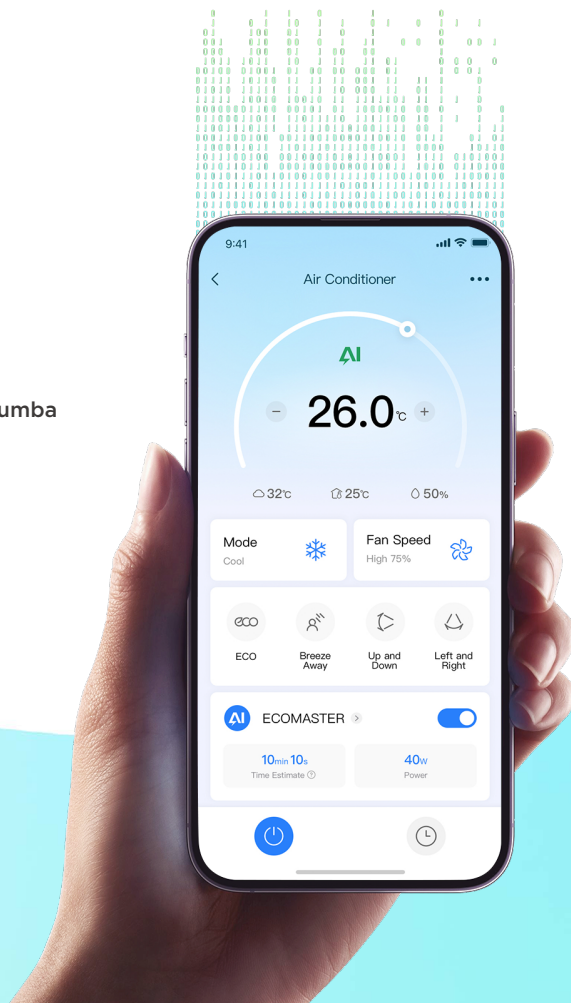 9:41
Air Conditioner
AI
− 26.0℃ +
32℃ 25℃ 50%
umba
Mode
Cool
Fan Speed
High 75%
eco
ECO
Breeze
Away
Up and
Down
Left and
Right
AI ECOMASTER >
10min 10s
Time Estimate ?
40W
Power